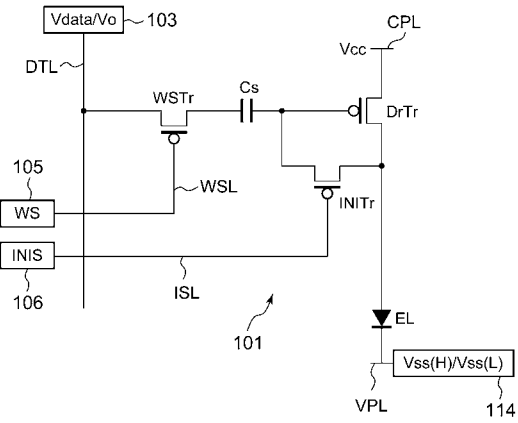 Vdata/Vo
103
CPL
DTL
Vcc
WSTr
Cs
DrTr
105
WS
WSL
INITr
INIS
106
ISL
101
EL
Vss(H)/Vss(L)
VPL
114